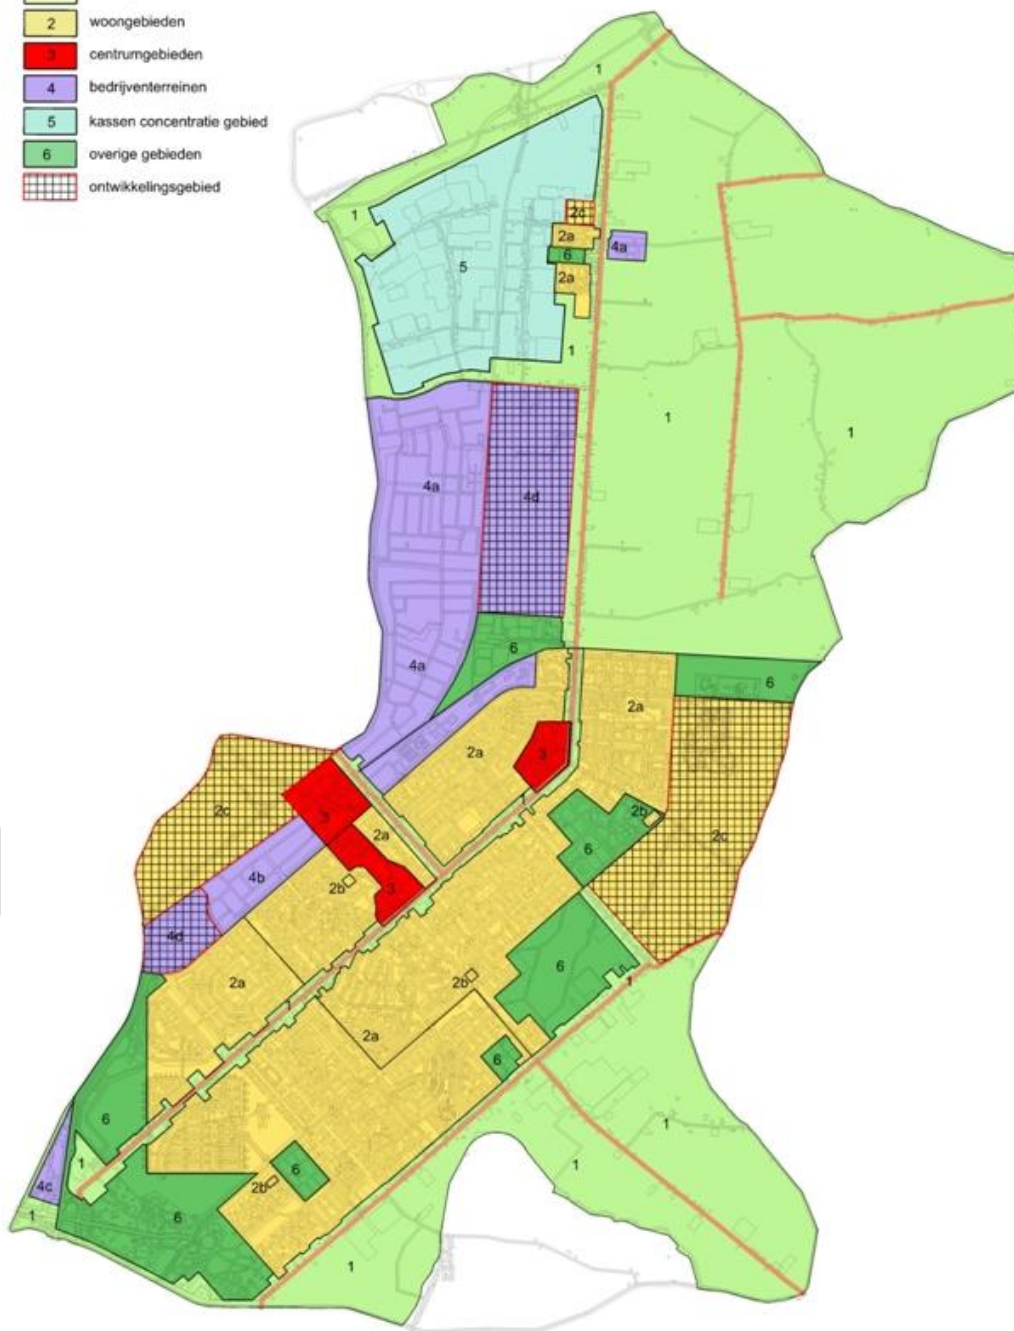 2 woongebieden
3 centrumgebieden
4 bedrijventerreinen
5 kassen concentratie gebied
6 overige gebieden
ontwikkelingsgebied
1
1
2c
2a
4a
6
5
2a
1
1
1
4a
4d
6
4a
6
2a
2a
3
2c
3
2b
2a
6
2c
4b
2b
3
4d
6
2a
2b
1
1
2a
6
6
1
1
1
4c
2b
6
1
6
1